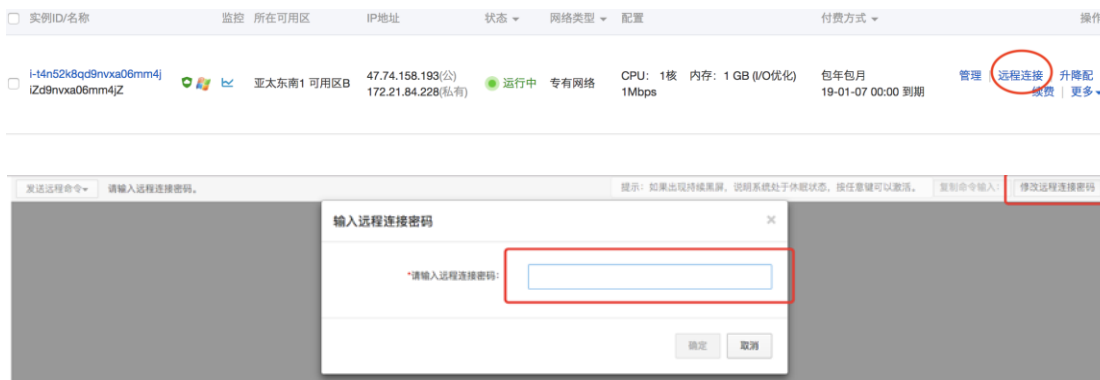 实例ID/名称 监控 所在可用区 IP地址 状态 网络类型 配置 付费方式 操作
i-t4n52k8qd9nvxa06mm4j 47.74.158.193(公) CPU： 1核 内存：1 GB (I/O优化) 包年包月 管理 | 远程连接 升降配
亚太东南1 可用区B 运行中 专有网络
iZd9nvxa06mm4jZ 172.21.84.228(私有) 1Mbps 19-01-07 00:00 到期 续费 | 更多
发送远程命令 请输入远程连接密码。 提示：如果出现持续黑屏，说明系统处于休眠状态，按任意键可以激活。 复制命令输入： 修改远程连接密码
输入远程连接密码 ×
*请输入远程连接密码：
确定 取消